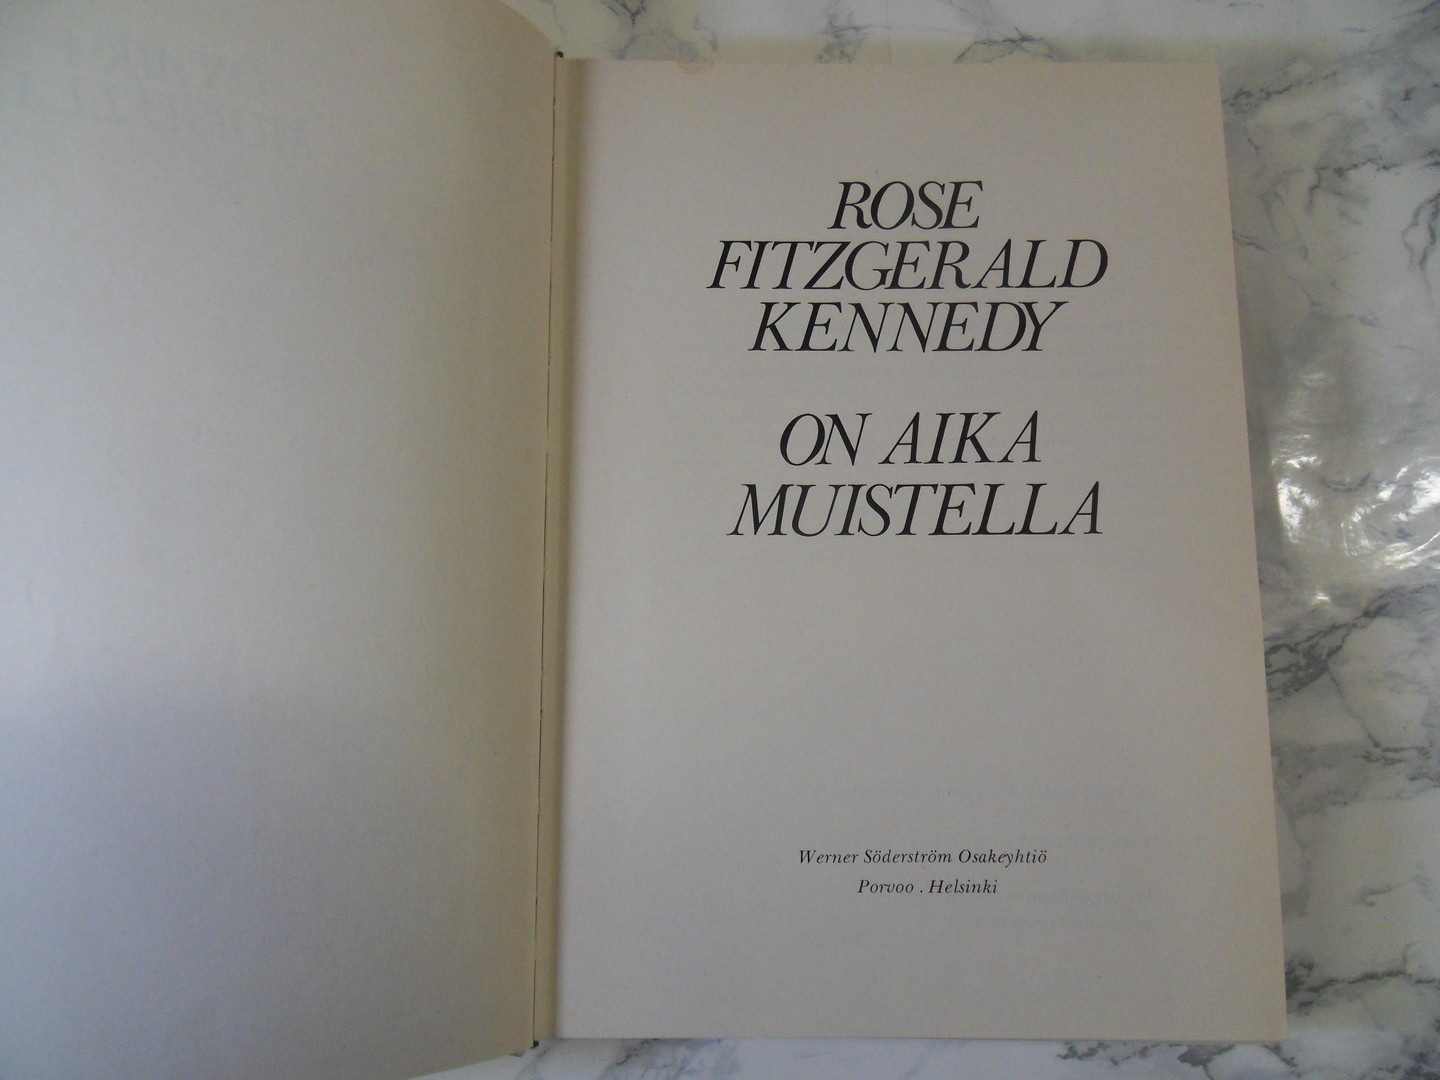 ROSE
FITZGERALD
KENNEDY
ON AIKA
MUISTELLA
Werner Söderström Osakeyhtiö
Porvoo . Helsinki